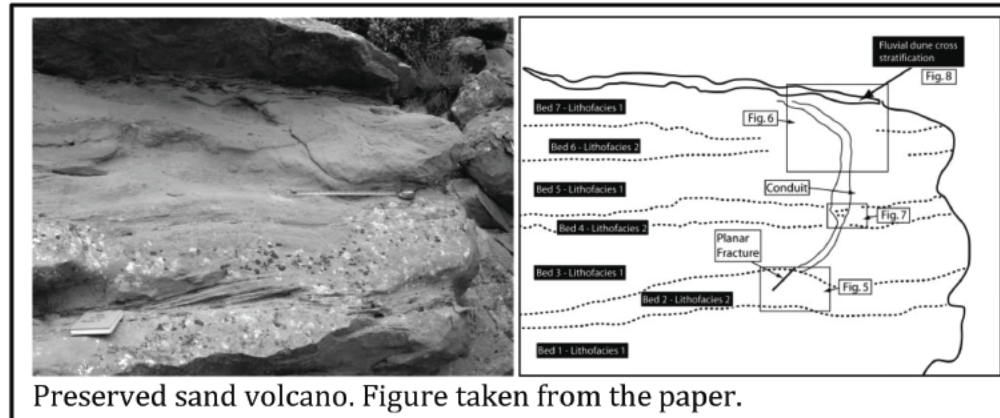 Fluvial dune cross
stratification
Fig. 8
Bed 7 - Lithofacies 1
Fig. 6
Bed 6 - Lithofacies 2
Bed 5 - Lithofacies 1
Conduit
Fig. 7
Bed 4 - Lithofacies 2
Planar
Fracture
Bed 3 - Lithofacies 1
Fig. 5
Bed 2 - Lithofacies 2
Bed 1 - Lithofacies 1
Preserved sand volcano. Figure taken from the paper.